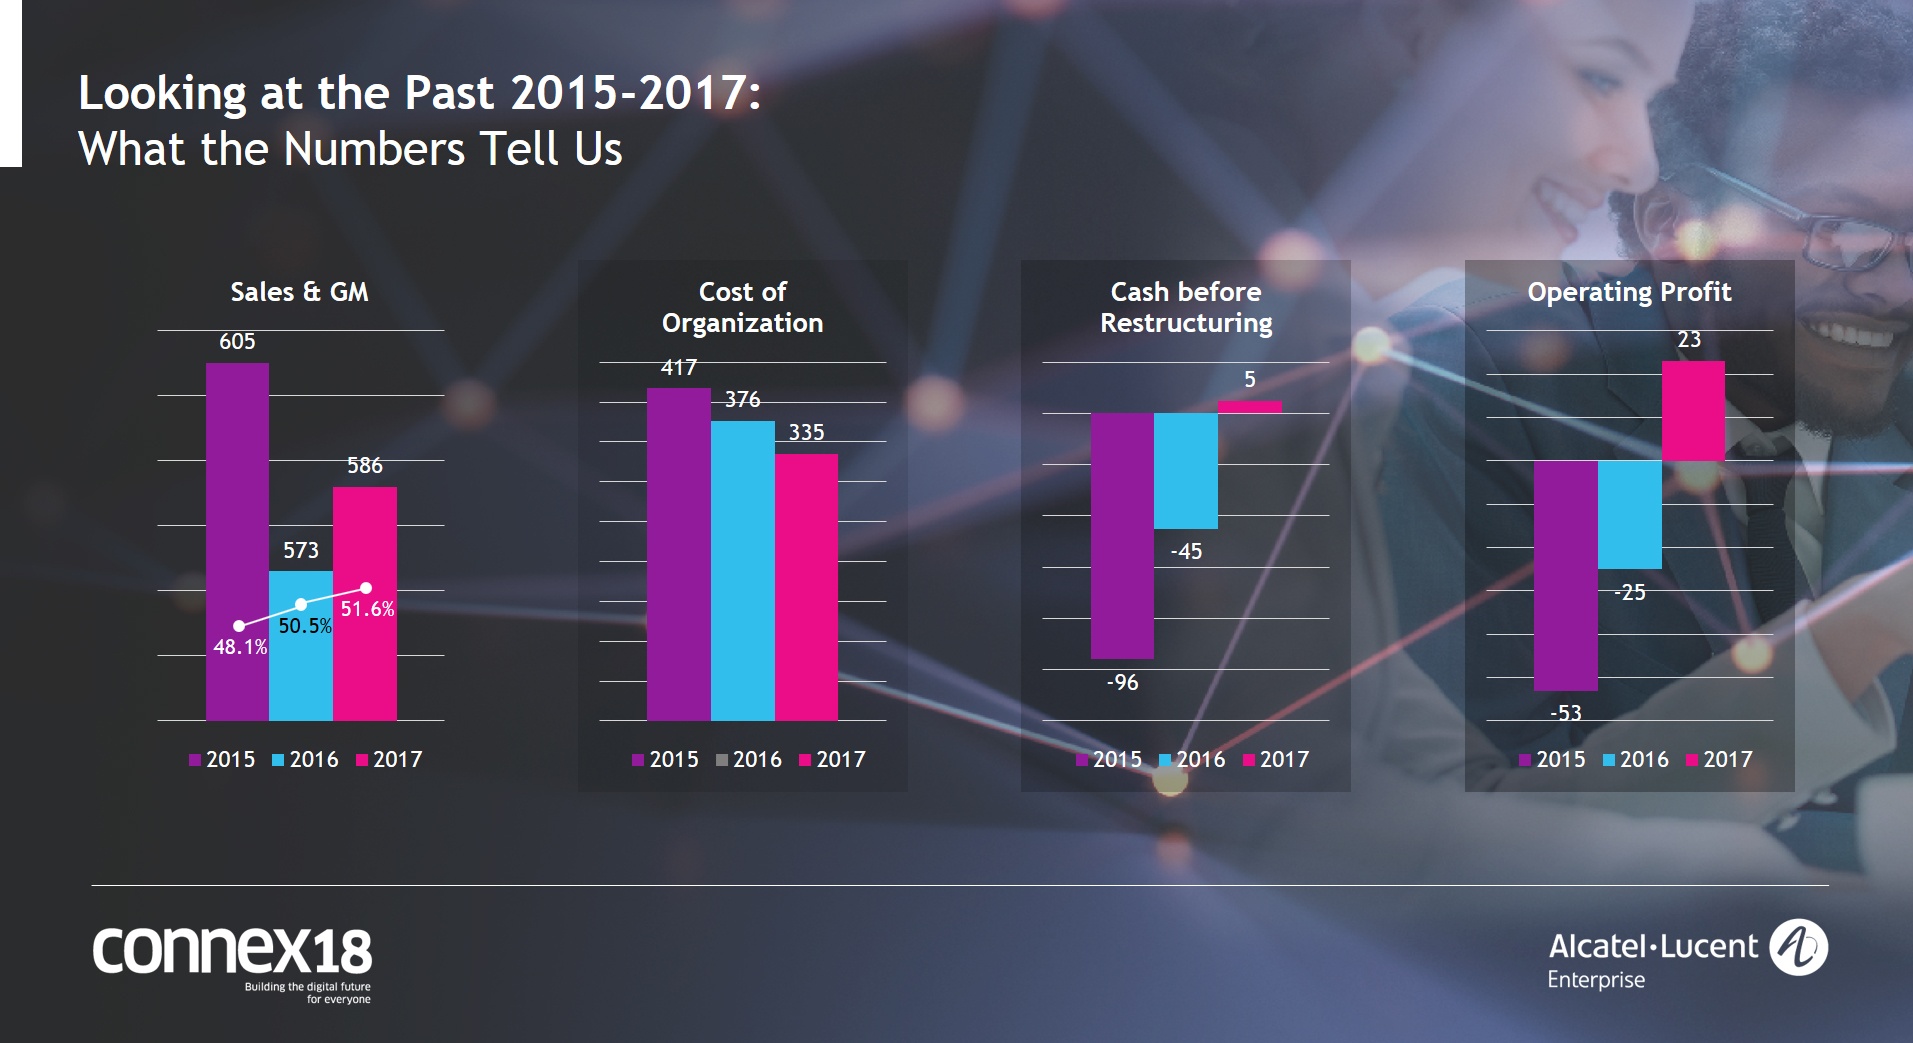 Looking at the Past 2015-2017:
What the Numbers Tell Us
Sales & GM
605
573
586
48.1%
50.5%
51.6%
2015 2016 2017
Cost of
Organization
417
376
335
2015 2016 2017
Cash before
Restructuring
-96
-45
5
2015 2016 2017
Operating Profit
-53
-25
23
2015 2016 2017
connex18
Building the digital future
for everyone
Alcatel·Lucent
Enterprise